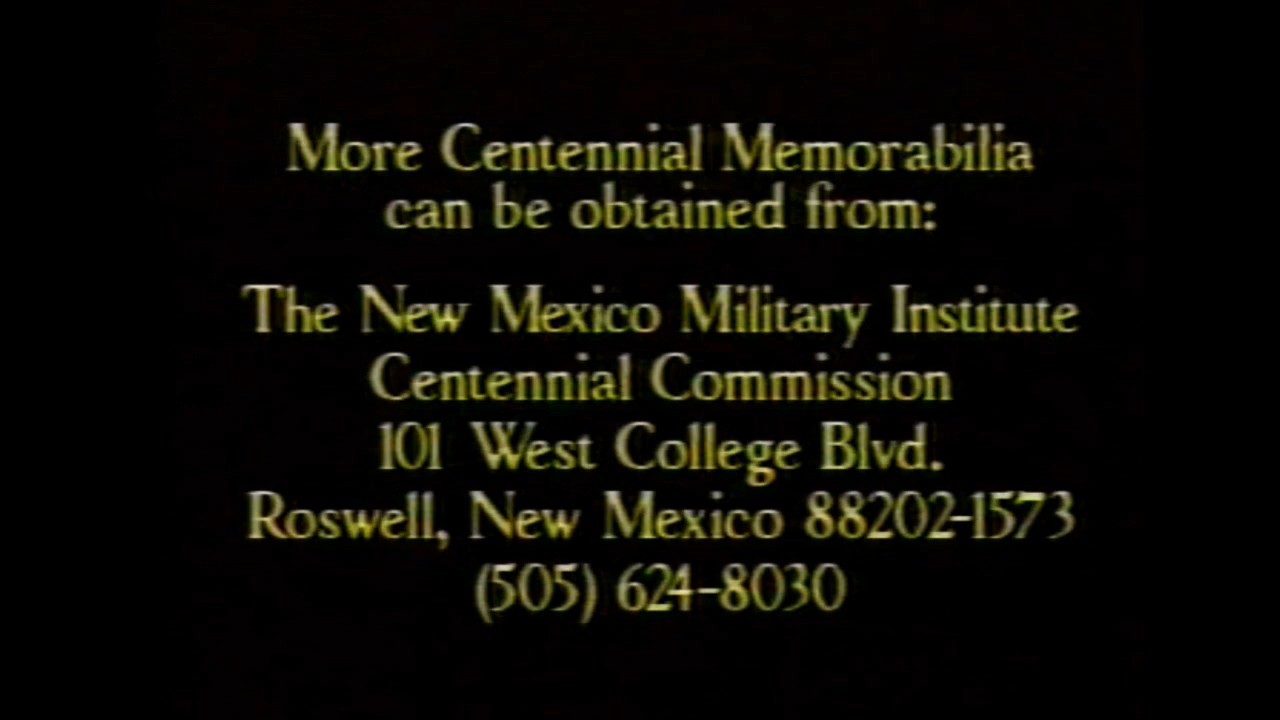 More Centennial Memorabilia
can be obtained from:
The New Mexico Military Institute
Centennial Commission
101 West College Blvd.
Roswell, New Mexico 88202-1573
(505) 624-8030